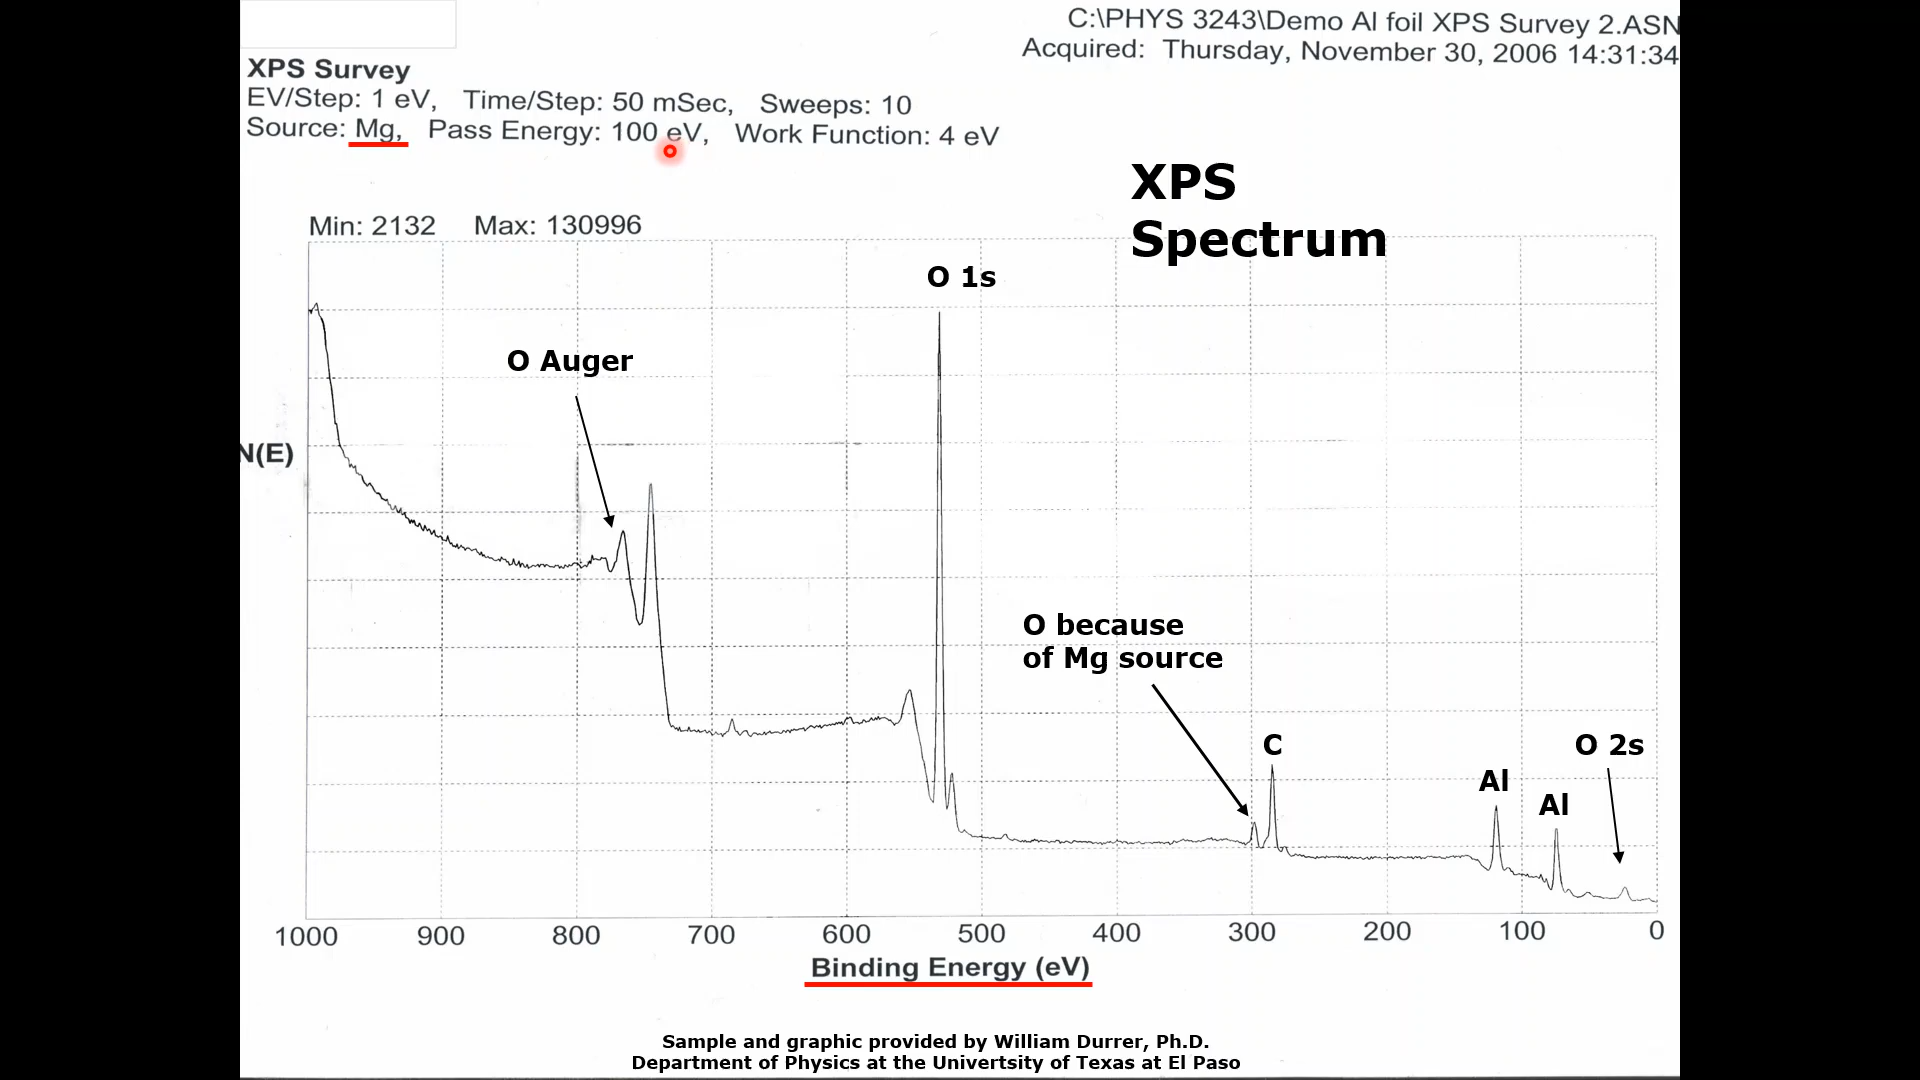 C:\PHYS 3243\Demo Al foil XPS Survey 2.ASN
Acquired: Thursday, November 30, 2006 14:31:34
XPS Survey
EV/Step: 1 eV, Time/Step: 50 mSec, Sweeps: 10
Source: Mg, Pass Energy: 100 eV, Work Function: 4 eV
XPS
Spectrum
Min: 2132 Max: 130996
O 1s
O Auger
N(E)
O because
of Mg source
C
O 2s
Al
Al
1000 900 800 700 600 500 400 300 200 100 0
Binding Energy (eV)
Sample and graphic provided by William Durrer, Ph.D.
Department of Physics at the Univertsity of Texas at El Paso